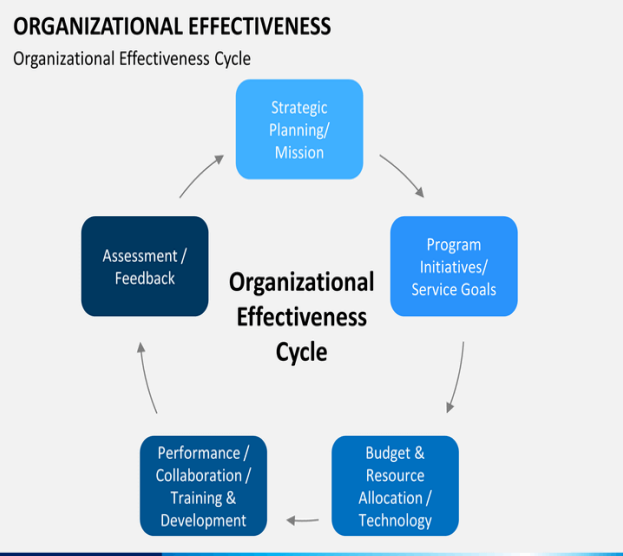 ORGANIZATIONAL EFFECTIVENESS
Organizational Effectiveness Cycle
Strategic
Planning/
Mission
Program
Initiatives/
Service Goals
Budget &
Resource
Allocation /
Technology
Performance /
Collaboration /
Training &
Development
Assessment /
Feedback
Organizational
Effectiveness
Cycle